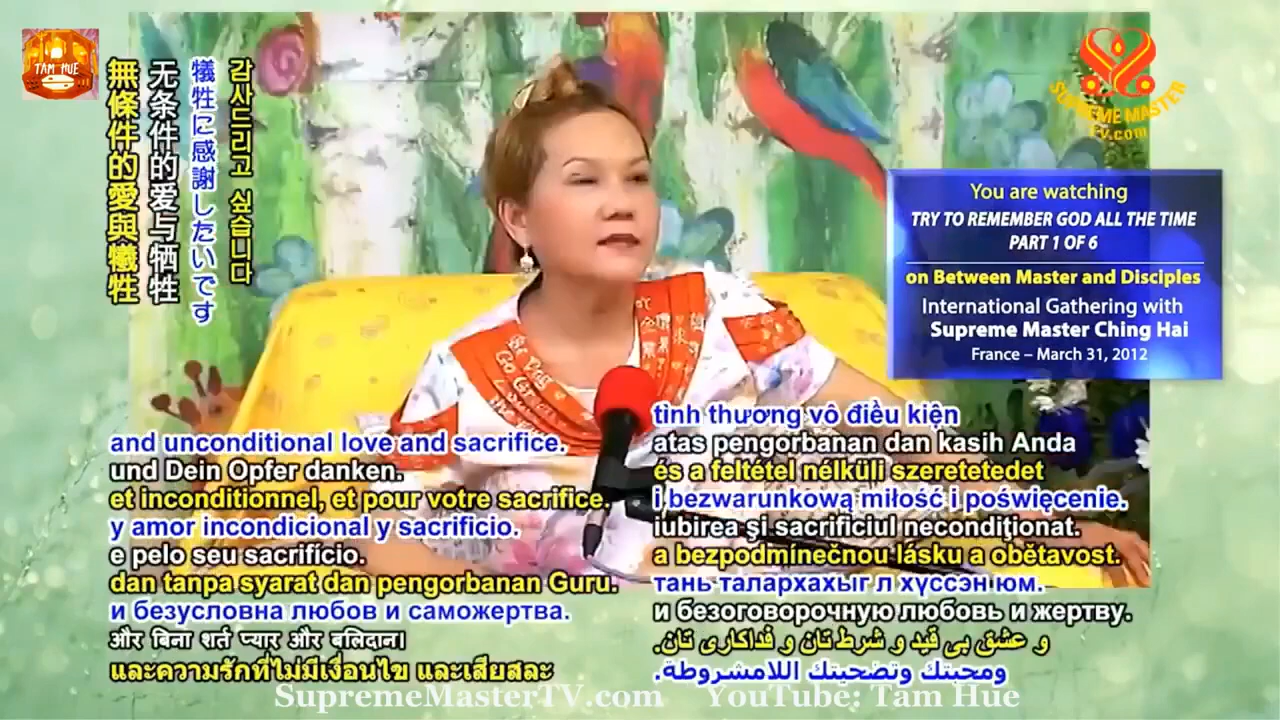 TAM HUE
無條件的愛與犧牲
无条件的爱与牺牲
犠牲に感謝したいです
감사드리고 싶습니다
SUPREME MASTER
TV.com
You are watching
TRY TO REMEMBER GOD ALL THE TIME
PART 1 OF 6
on Between Master and Disciples
International Gathering with
Supreme Master Ching Hai
France – March 31, 2012
and unconditional love and sacrifice.
und Dein Opfer danken.
et inconditionnel, et pour votre sacrifice.
y amor incondicional y sacrificio.
e pelo seu sacrifício.
dan tanpa syarat dan pengorbanan Guru.
и безусловна любов и саможертва.
और बिना शर्त प्यार और बलिदान।
และความรักที่ไม่มีเงื่อนไข และเสียสละ
tình thương vô điều kiện
atas pengorbanan dan kasih Anda
és a feltétel nélküli szeretetedet
i bezwarunkową miłość i poświęcenie.
iubirea şi sacrificiul necondiţionat.
a bezpodmínečnou lásku a obětavost.
тань талархахыг л хүссэн юм.
и безоговорочную любовь и жертву.
و عشق بی قید و شرط تان و فداکاری تان.
ومحبتك وتضحيتك اللامشروطة.
SupremeMasterTV.com YouTube: Tâm Huệ